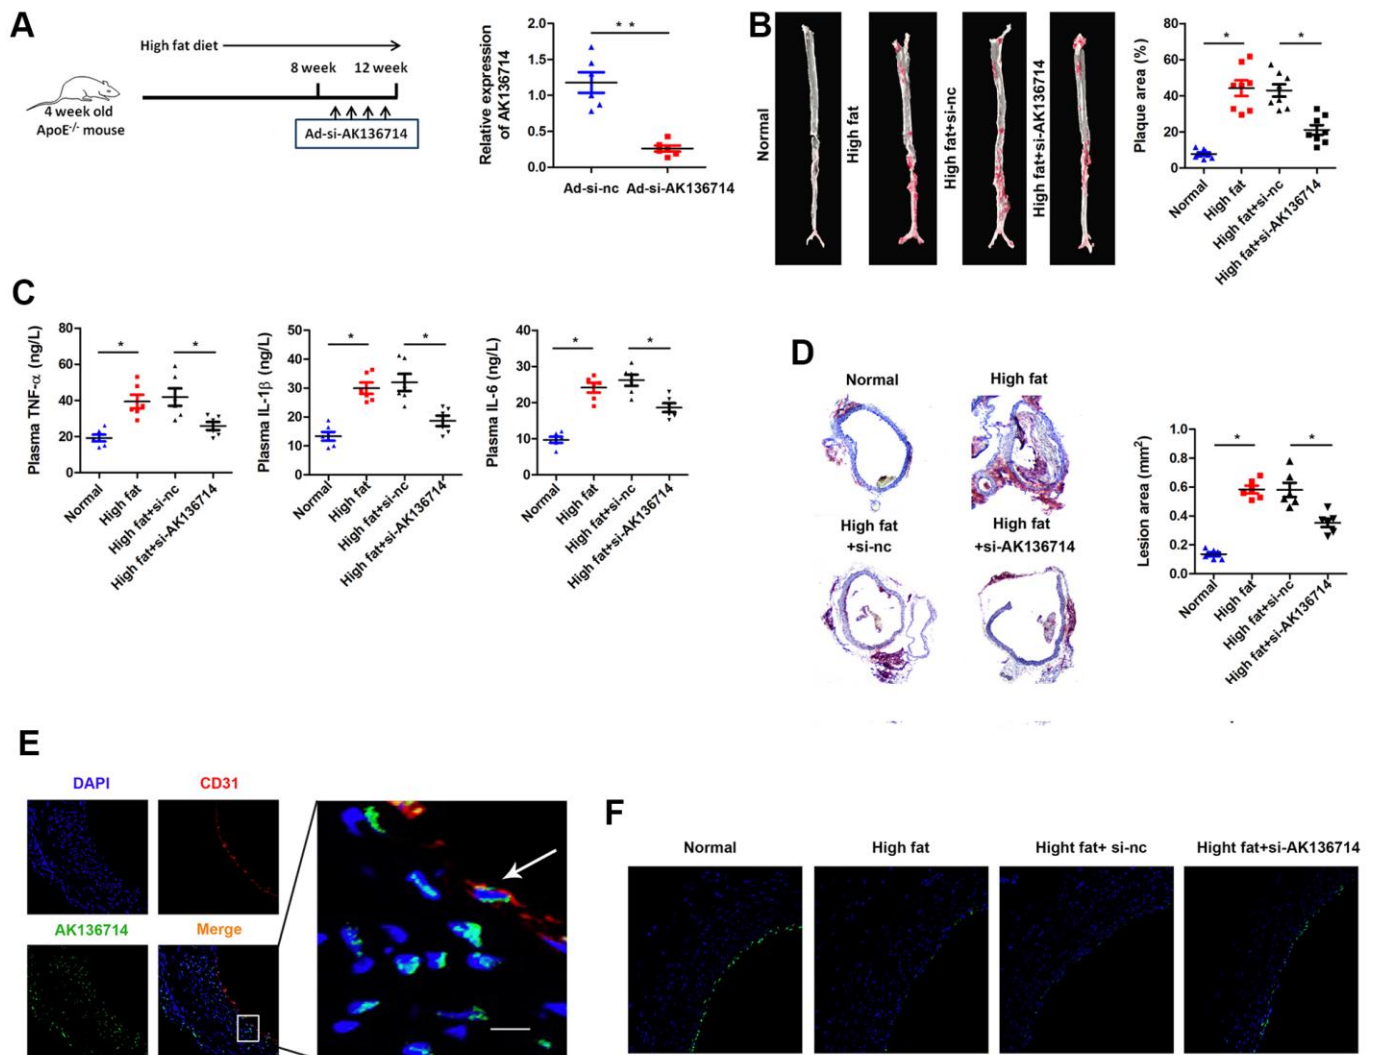 A
High fat diet
8 week
12 week
4 week old
ApoE-/- mouse
Ad-si-AK136714
Relative expression
of AK136714
2.0
1.5
1.0
0.5
0.0
* *
Ad-si-nc
Ad-si-AK136714
B
Normal
High fat
High fat+si-nc
High fat+si-AK136714
Plaque area (%)
80
60
40
20
0
*
*
Normal
High fat
High fat+si-nc
High fat+si-AK136714
C
Plasma TNF-α (ng/L)
80
60
40
20
0
*
*
Normal
High fat
High fat+si-nc
High fat+si-AK136714
Plasma IL-1β (ng/L)
50
40
30
20
10
0
*
*
Normal
High fat
High fat+si-nc
High fat+si-AK136714
Plasma IL-6 (ng/L)
40
30
20
10
0
*
*
Normal
High fat
High fat+si-nc
High fat+si-AK136714
D
Normal
High fat
High fat
+si-nc
High fat
+si-AK136714
Lesion area (mm2)
1.0
0.8
0.6
0.4
0.2
0.0
*
*
Normal
High fat
High fat+si-nc
High fat+si-AK136714
E
DAPI
CD31
AK136714
Merge
F
Normal
High fat
Hight fat+ si-nc
Hight fat+si-AK136714